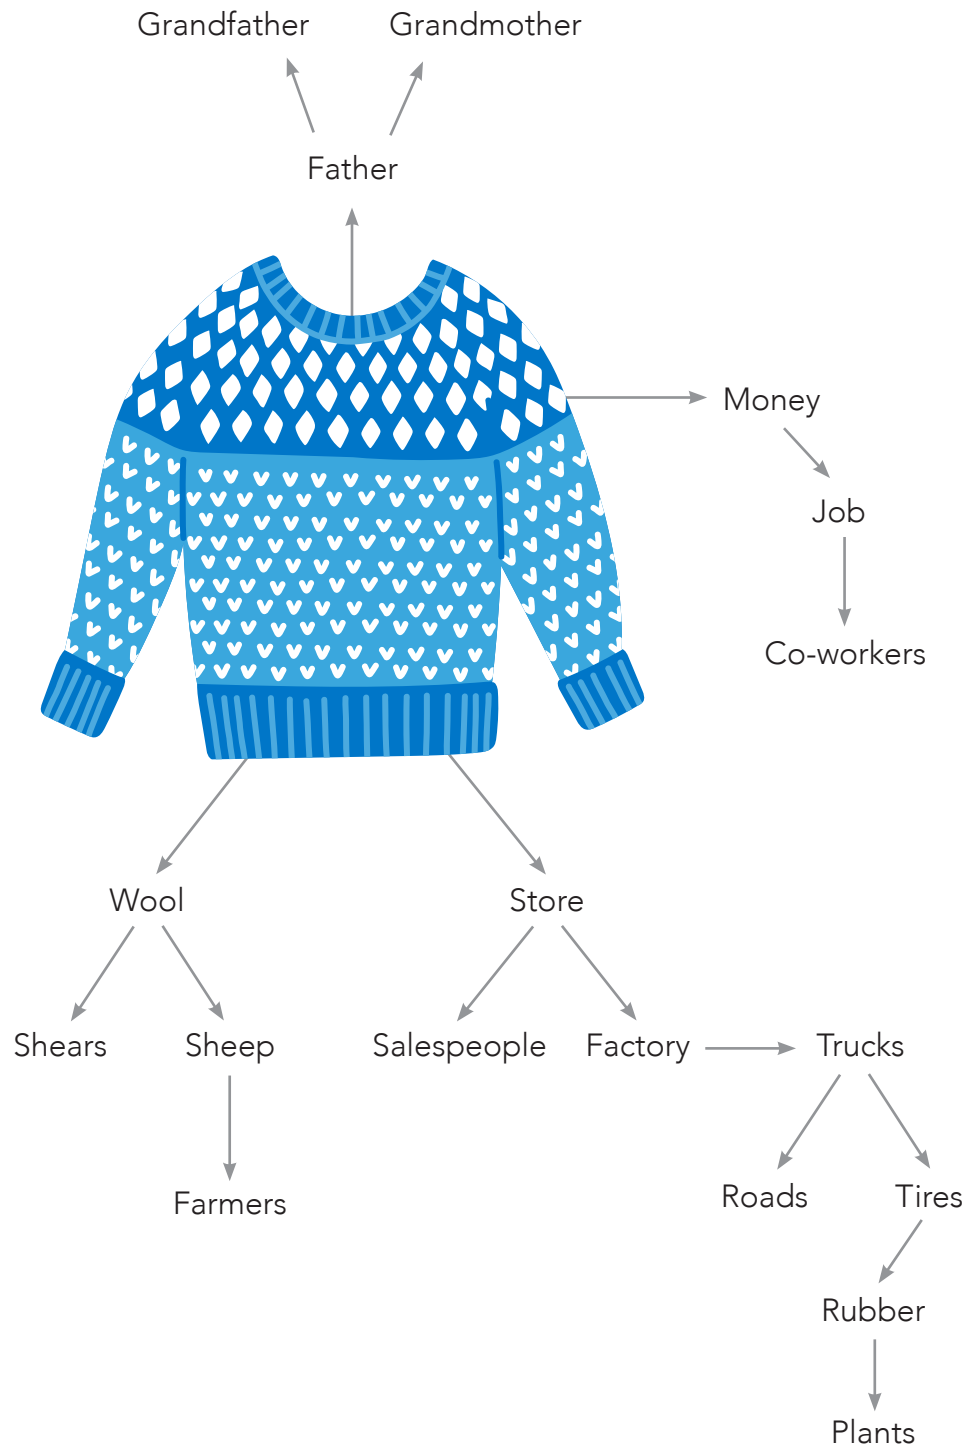 Grandfather Grandmother
Father
Money
Job
Co-workers
Wool Store
Shears Sheep Salespeople Factory Trucks
Farmers Roads Tires
Rubber
Plants